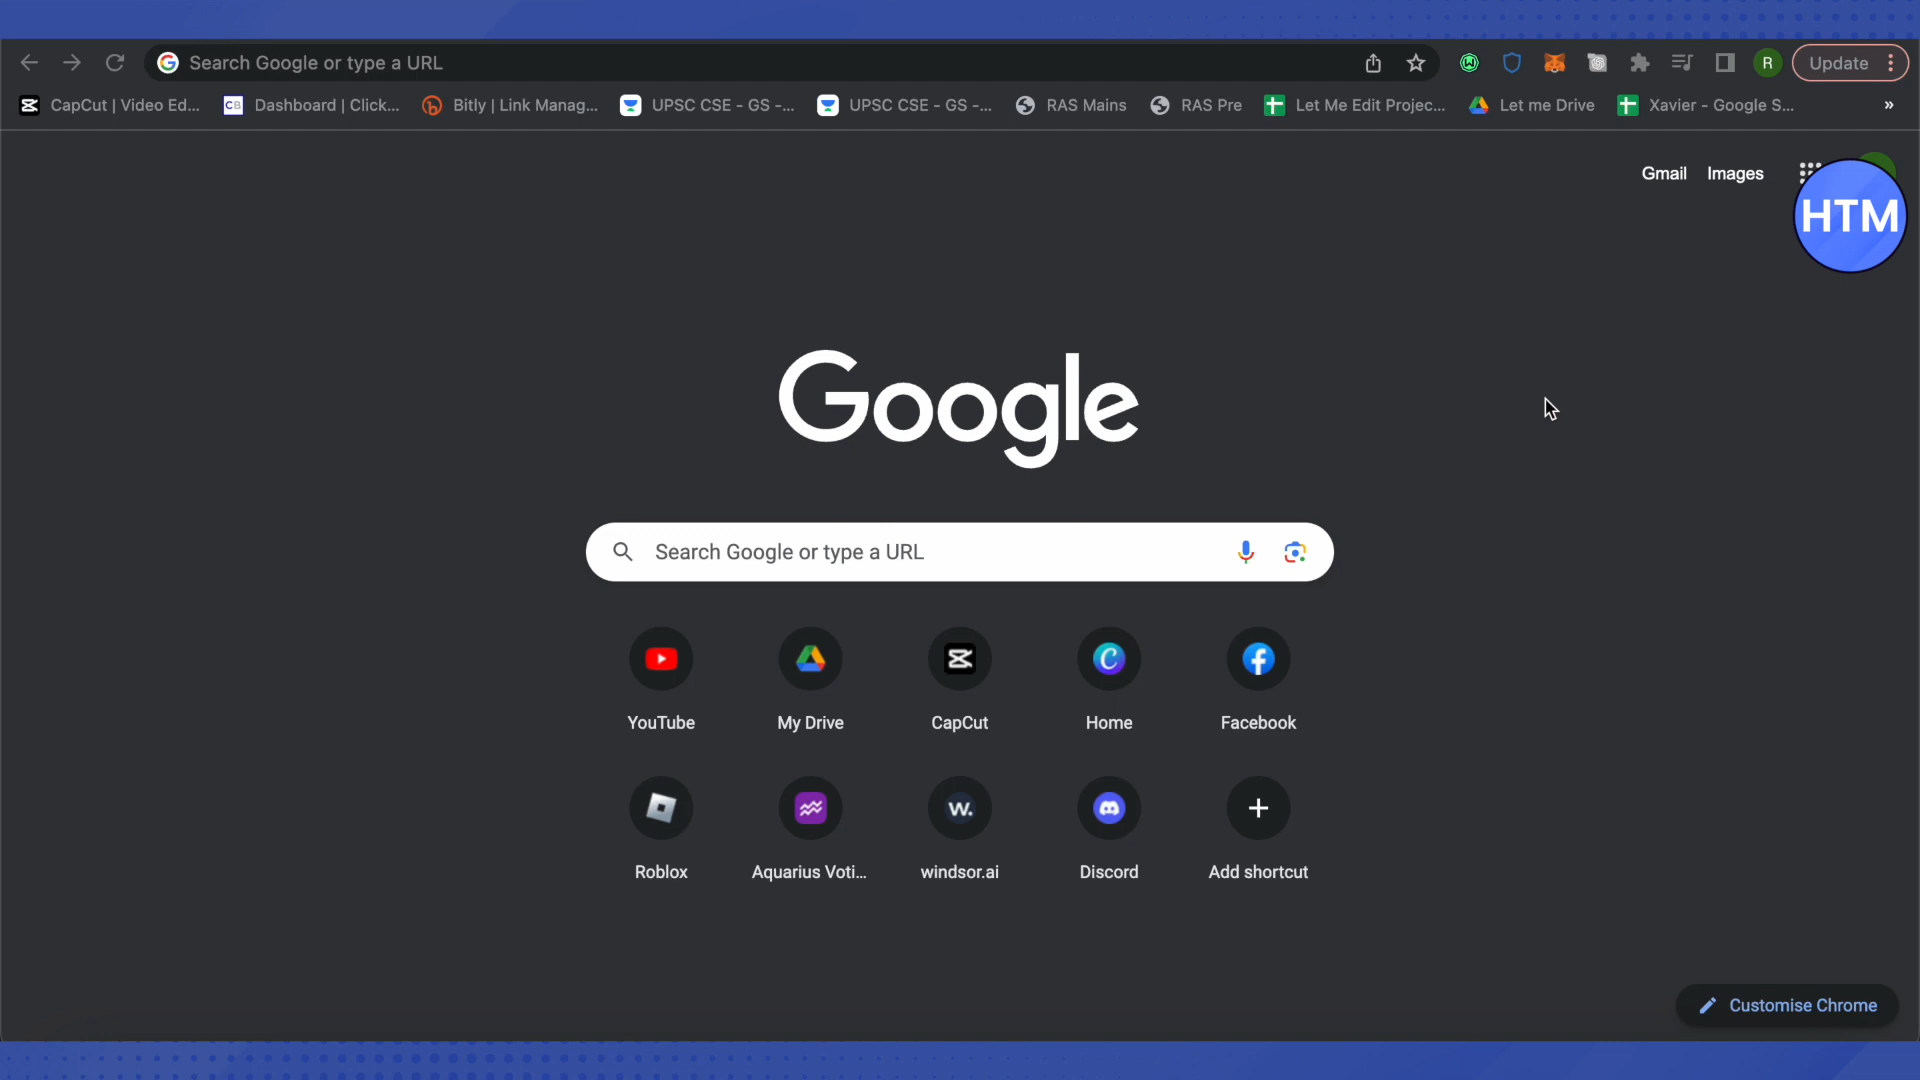 Search Google or type a URL
R
Update
CapCut | Video Ed...
CB Dashboard | Click...
Bitly | Link Manag...
UPSC CSE - GS -...
UPSC CSE - GS -...
RAS Mains
RAS Pre
Let Me Edit Projec...
Let me Drive
Xavier - Google S...
»
Gmail
Images
HTM
Google
Search Google or type a URL
YouTube
My Drive
CapCut
Home
Facebook
w.
Roblox
Aquarius Voti...
windsor.ai
Discord
Add shortcut
Customise Chrome